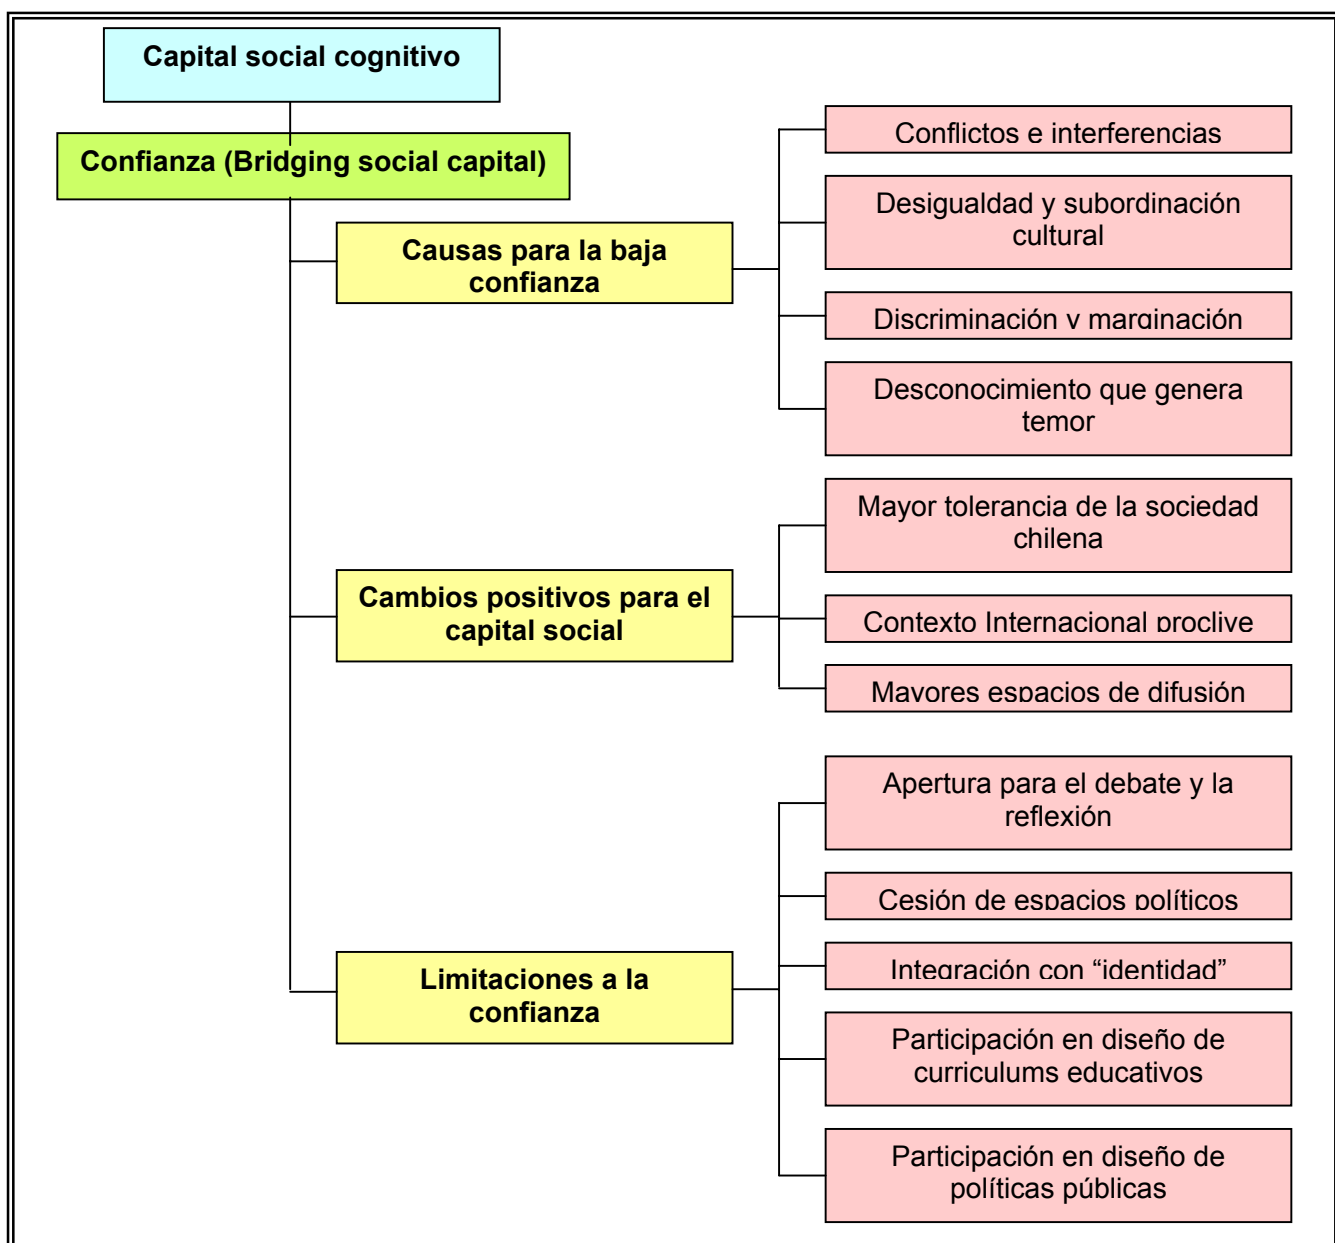 Capital social cognitivo
Confianza (Bridging social capital)
Causas para la baja
confianza
Conflictos e interferencias
Desigualdad y subordinación
cultural
Discriminación y marginación
Desconocimiento que genera
temor
Cambios positivos para el
capital social
Mayor tolerancia de la sociedad
chilena
Contexto Internacional proclive
Mayores espacios de difusión
Limitaciones a la
confianza
Apertura para el debate y la
reflexión
Cesión de espacios políticos
Integración con “identidad”
Participación en diseño de
curriculums educativos
Participación en diseño de
políticas públicas